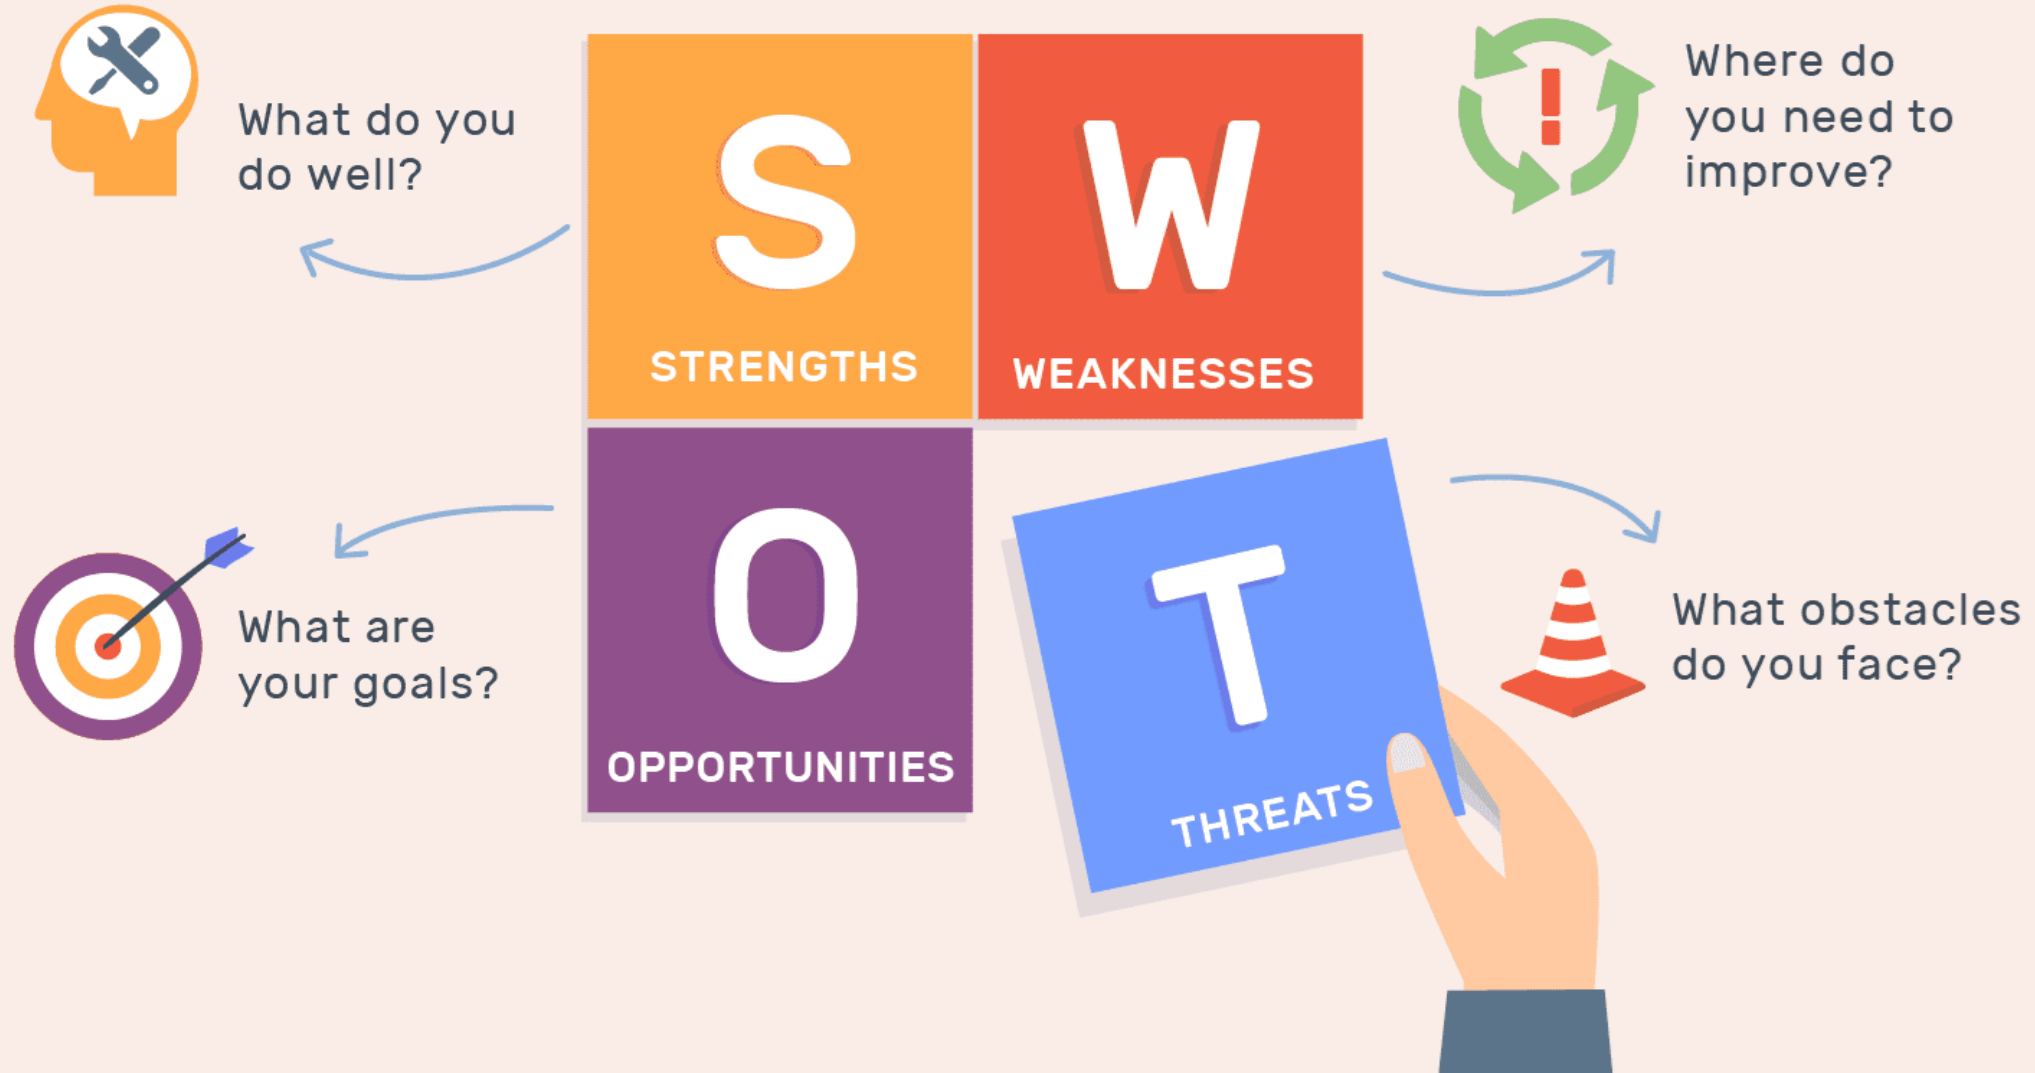 What do you
do well?
S
STRENGTHS
W
WEAKNESSES
Where do
you need to
improve?
What are
your goals?
O
OPPORTUNITIES
T
THREATS
What obstacles
do you face?